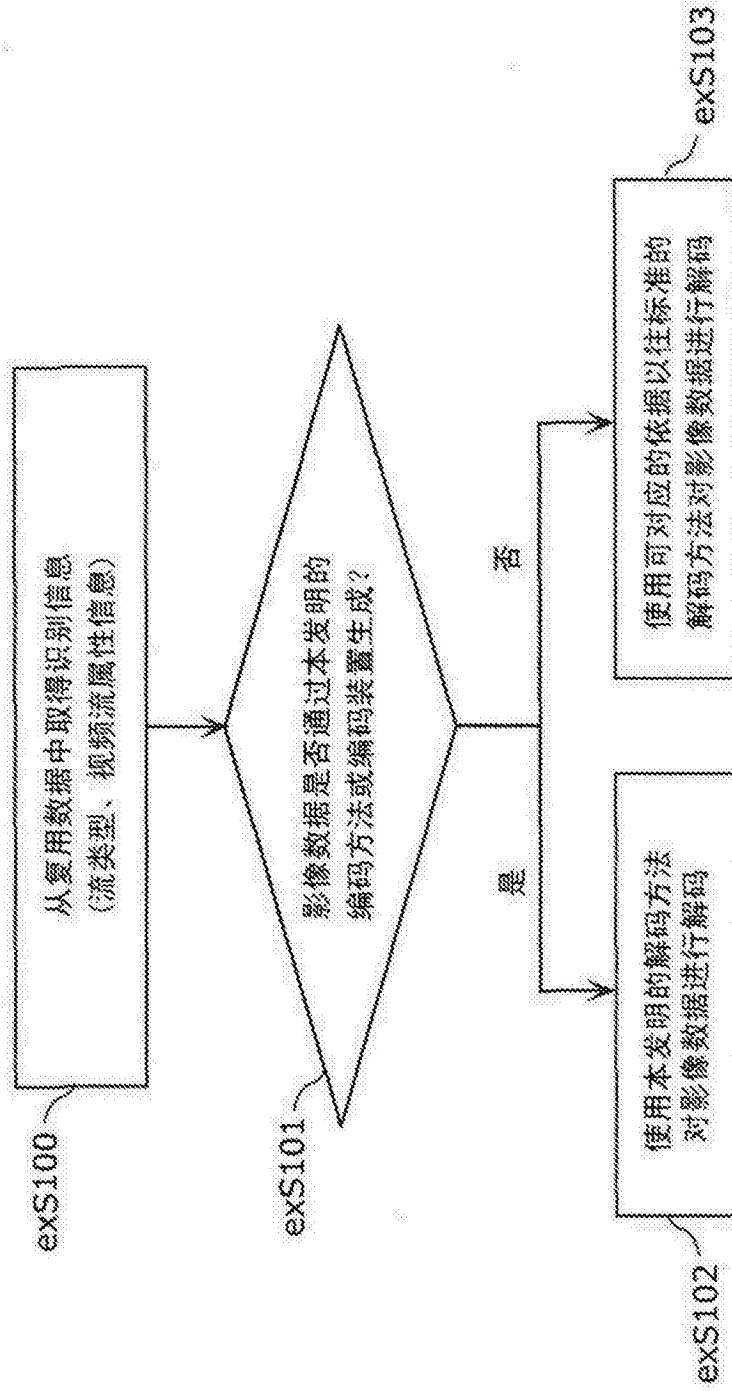 exS100
从复用数据中取得识别信息
(流类型、视频流属性信息)
exS101
影像数据是否通过本发明的
编码方法或编码装置生成?
是
否
exS102
使用本发明的解码方法
对影像数据进行解码
exS103
使用可对应的依据以往标准的
解码方法对影像数据进行解码